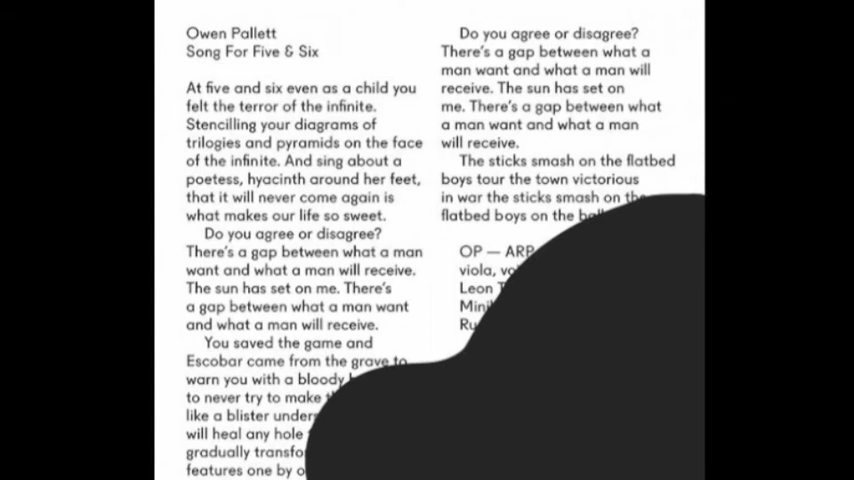 Owen Pallett
Song For Five & Six
At five and six even as a child you
felt the terror of the infinite.
Stencilling your diagrams of
trilogies and pyramids on the face
of the infinite. And sing about a
poetess, hyacinth around her feet,
that it will never come again is
what makes our life so sweet.
Do you agree or disagree?
There's a gap between what a man
want and what a man will receive.
The sun has set on me. There's
a gap between what a man want
and what a man will receive.
You saved the game and
Escobar came from the grave to
warn you with a bloody
to never try to make
like a blister under
will heal any hole
gradually transfo
features one by o
Do you agree or disagree?
There's a gap between what a
man want and what a man will
receive. The sun has set on
me. There's a gap between what
a man want and what a man
will receive.
The sticks smash on the flatbed
boys tour the town victorious
in war the sticks smash on the
flatbed boys on the
OP — ARP
viola, vo
Leon
Mini
Ru